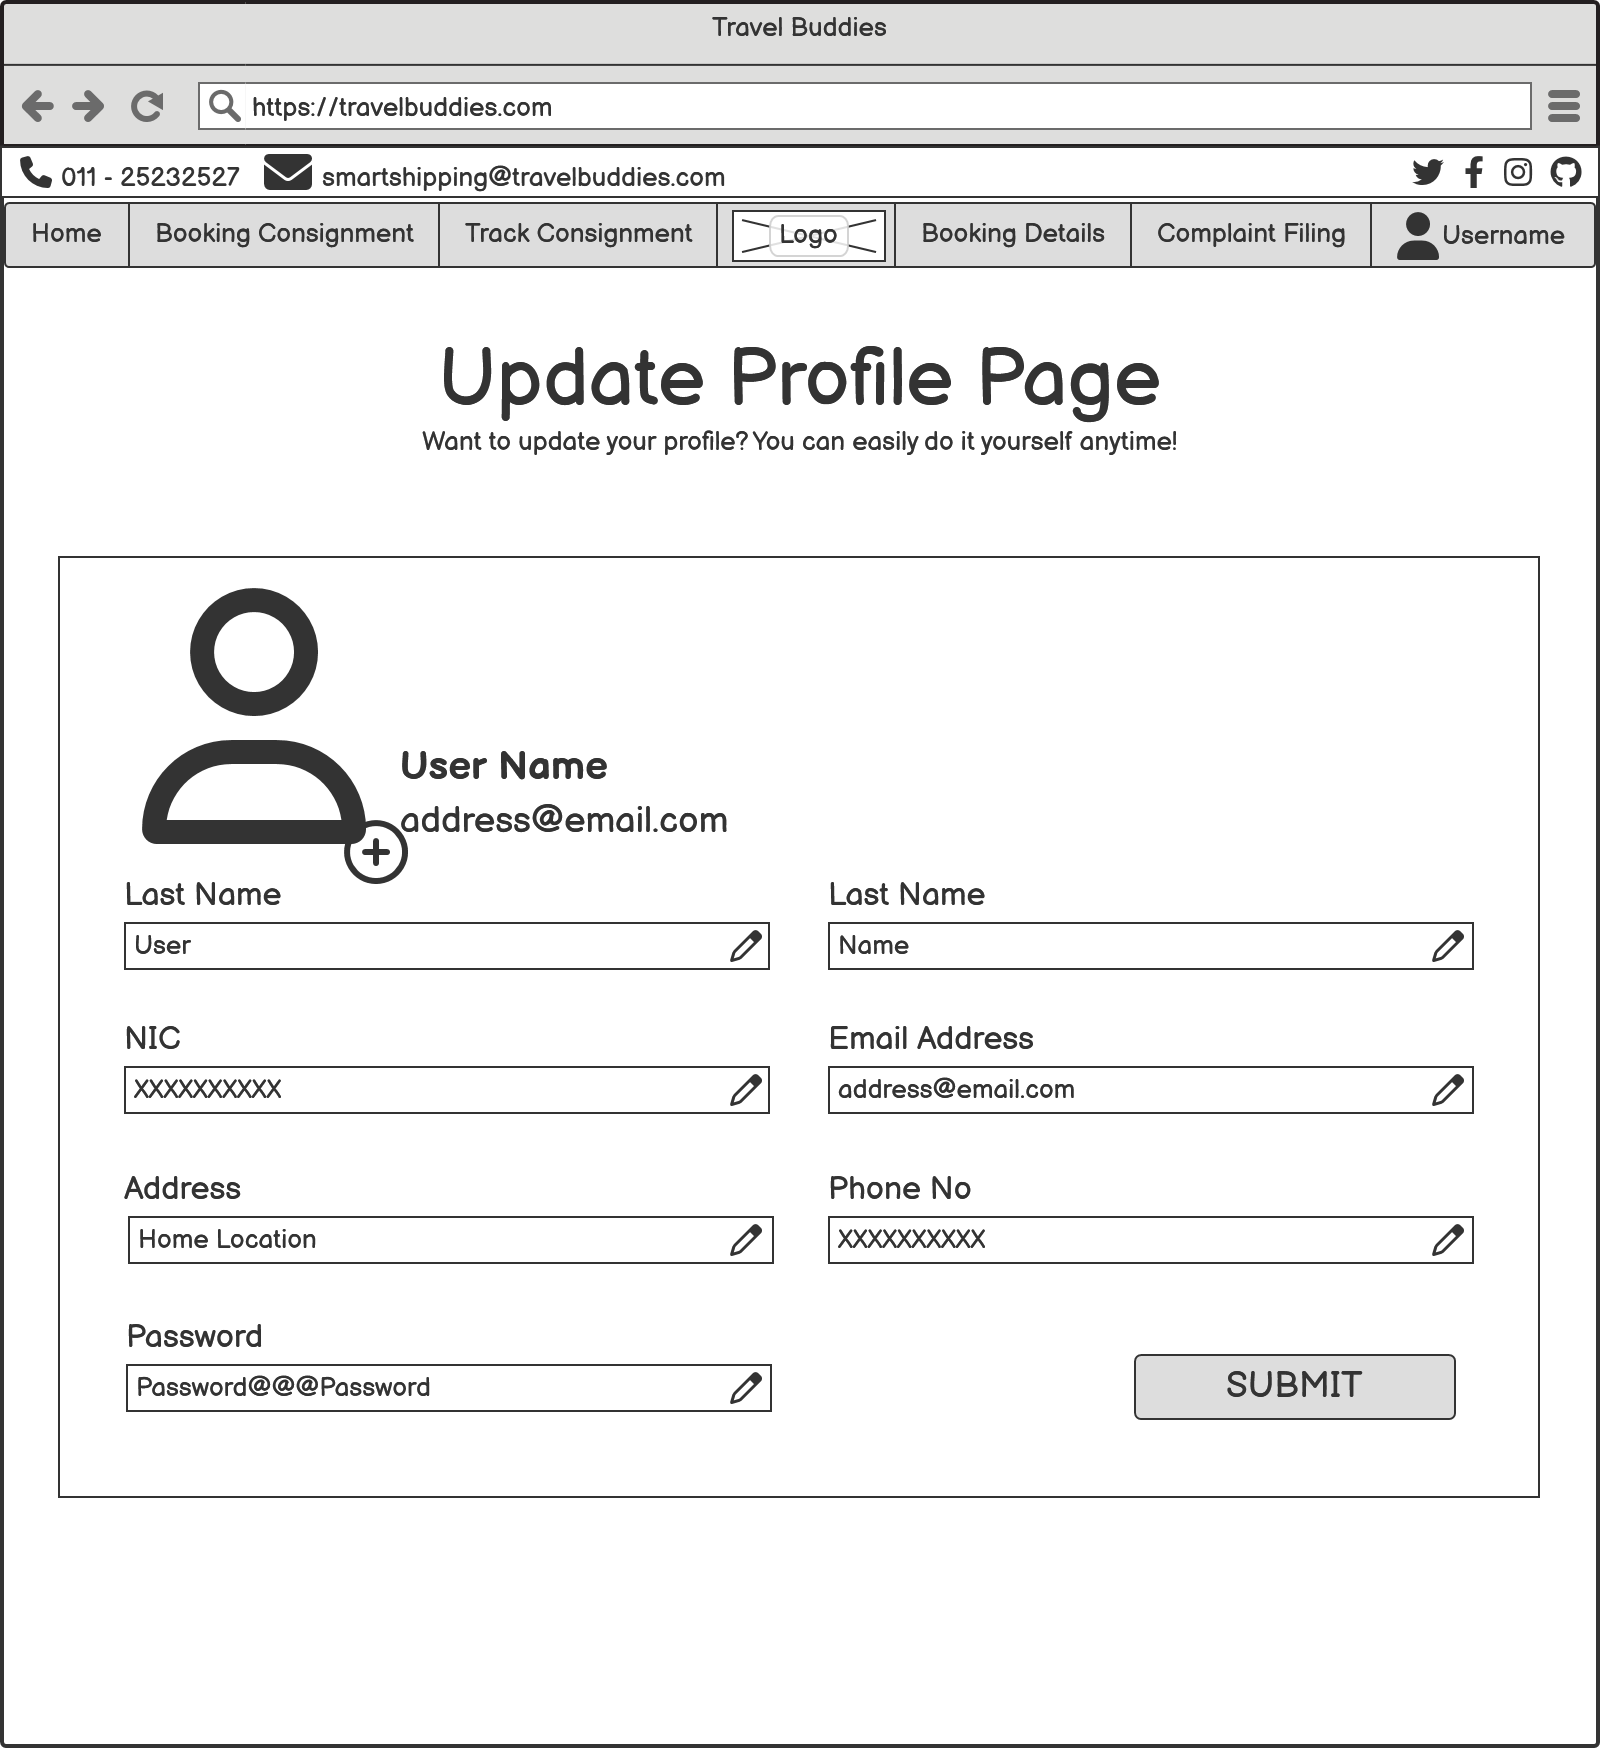 Travel Buddies
https://travelbuddies.com
011 - 25232527 smartshipping@travelbuddies.com
Home Booking Consignment Track Consignment Logo Booking Details Complaint Filing Username
Update Profile Page
Want to update your profile? You can easily do it yourself anytime!
User Name
address@email.com
Last Name Last Name
User Name
NIC Email Address
XXXXXXXXXX address@email.com
Address Phone No
Home Location XXXXXXXXXX
Password
Password@@@Password
SUBMIT